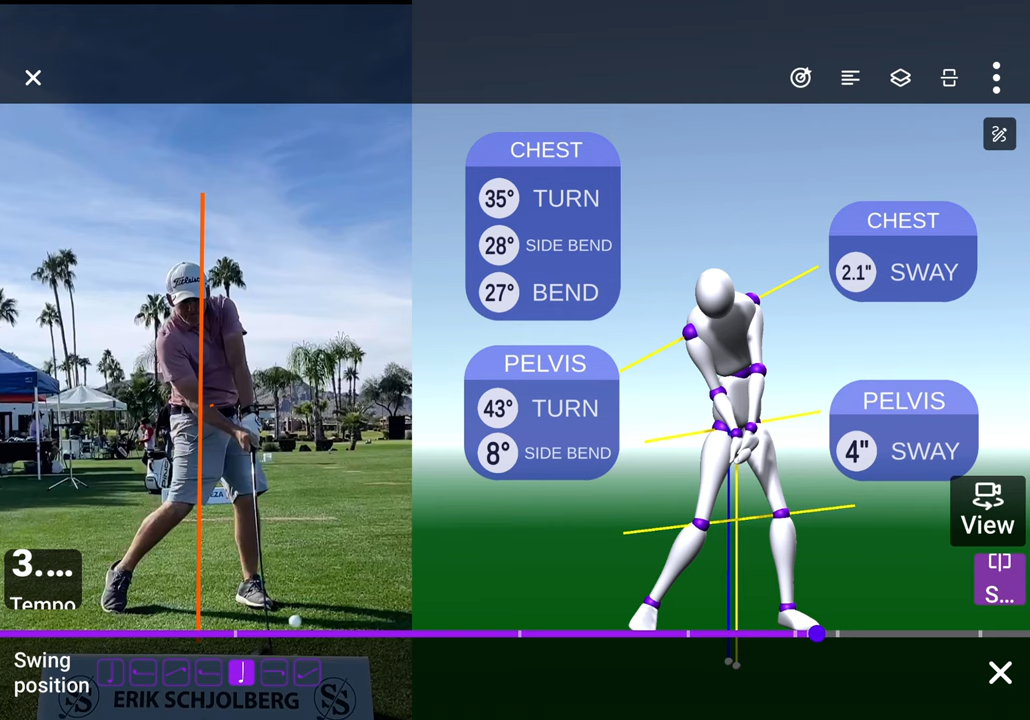 CHEST
35° TURN
28° SIDE BEND
27° BEND
CHEST
2.1" SWAY
PELVIS
43° TURN
8° SIDE BEND
PELVIS
4" SWAY
Titleist
View
3....
Tempo
S...
Swing
position
ERIK SCHJOLBERG